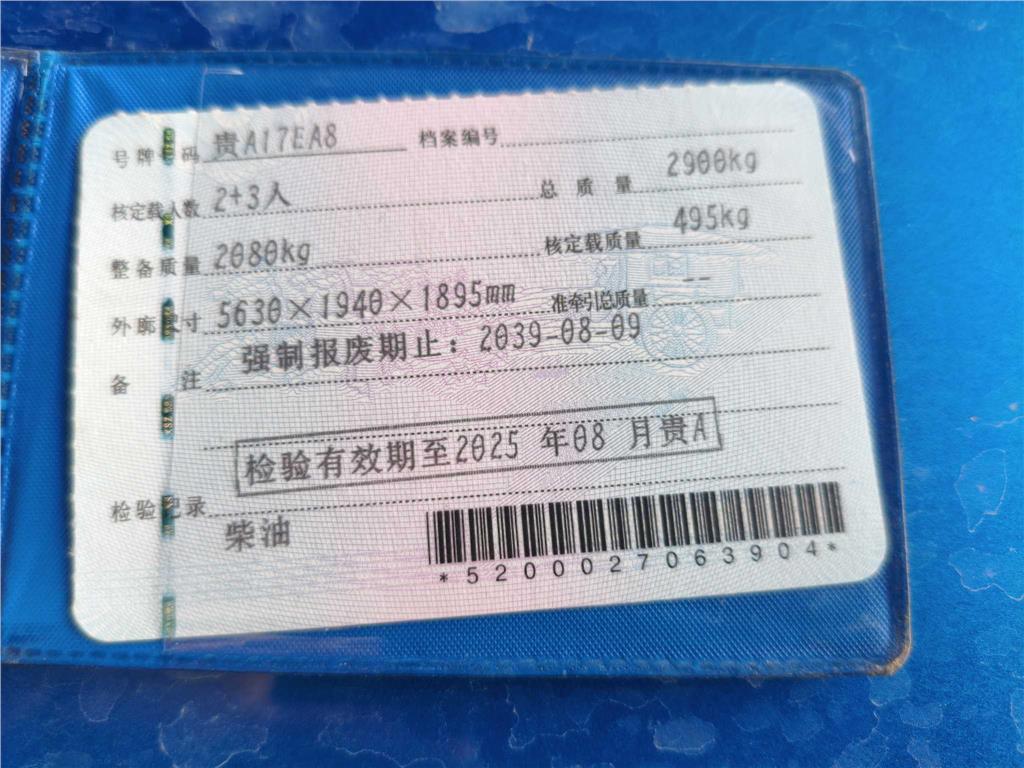 号牌号码 贵A17EA8 档案编号
核定载人数 2+3人 总质量 2900kg
整备质量 2080kg 核定载质量 495kg
外廓尺寸 5630×1940×1895mm 准牵引总质量 --
备注 强制报废期止：2039-08-09
检验有效期至2025 年08 月贵A
检验记录
柴油
*5200027063904*